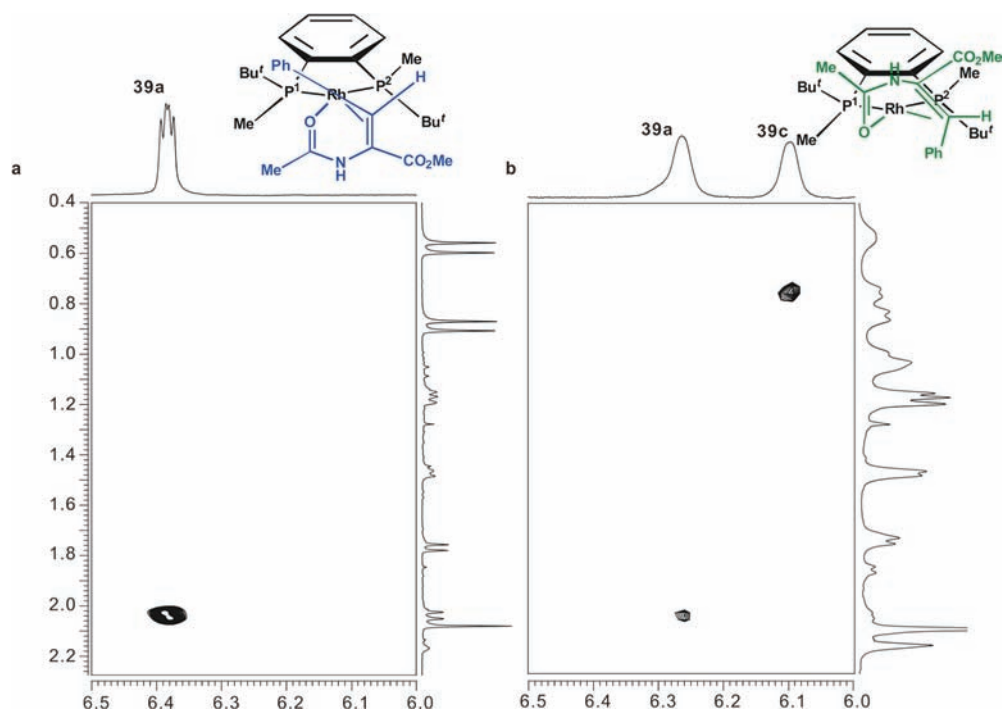 a
39a
Ph
Bu^t
P^1
Me
Rh
Me
P^2
H
Bu^t
O
Me
N
H
CO2Me
0.4
0.6
0.8
1.0
1.2
1.4
1.6
1.8
2.0
2.2
6.5
6.4
6.3
6.2
6.1
6.0
b
39a
39c
Me
H
N
CO2Me
Me
Bu^t
P^1
Rh
P^2
H
Me
O
Ph
Bu^t
6.5
6.4
6.3
6.2
6.1
6.0